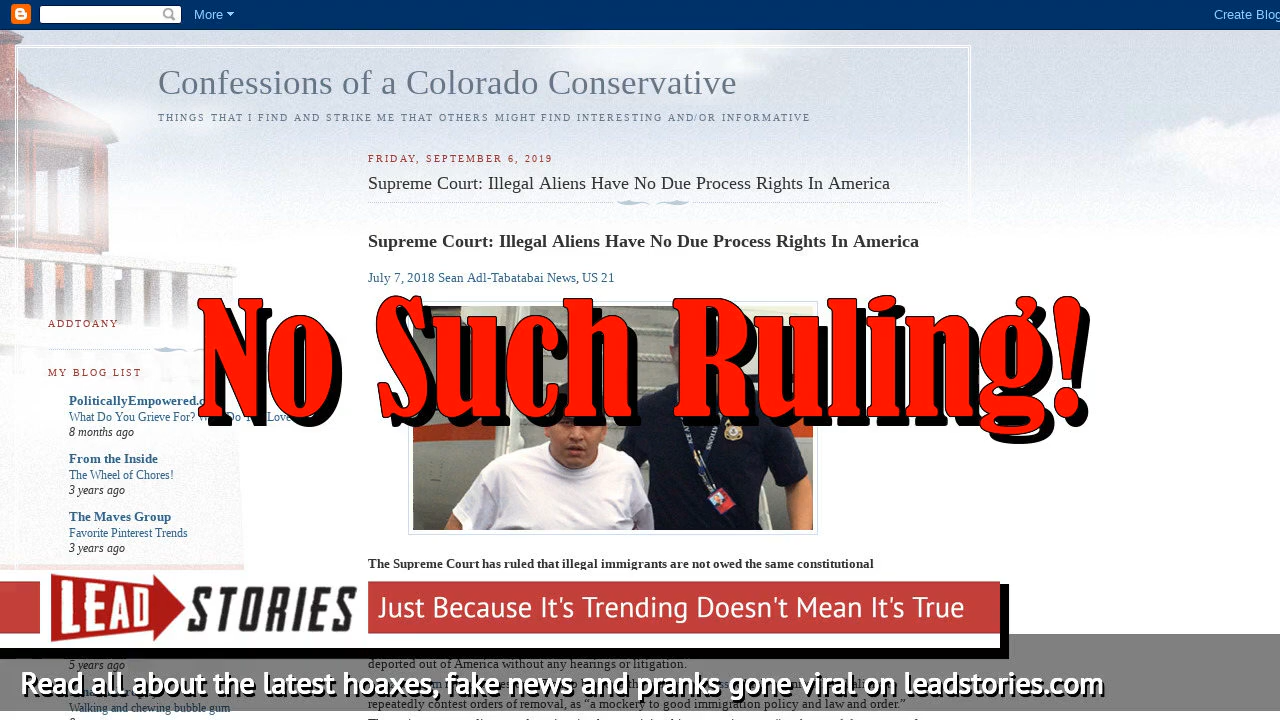 More
Create Blog
Confessions of a Colorado Conservative
THINGS THAT I FIND AND STRIKE ME THAT OTHERS MIGHT FIND INTERESTING AND/OR INFORMATIVE
FRIDAY, SEPTEMBER 6, 2019
Supreme Court: Illegal Aliens Have No Due Process Rights In America
Supreme Court: Illegal Aliens Have No Due Process Rights In America
July 7, 2018 Sean Adl-Tabatabai News, US 21
No Such Ruling!
ADDTOANY
MY BLOG LIST
PoliticallyEmpowered.c
What Do You Grieve For? Do Love
8 months ago
From the Inside
The Wheel of Chores!
3 years ago
The Maves Group
Favorite Pinterest Trends
3 years ago
The Supreme Court has ruled that illegal immigrants are not owed the same constitutional
LEAD STORIES
Just Because It's Trending Doesn't Mean It's True
5 years ago
deported out of America without any hearings or litigation.
Read all about the latest hoaxes, fake news and pranks gone viral on leadstories.com
Walking and chewing bubble gum
repeatedly contest orders of removal, as “a mockery to good immigration policy and law and order.”